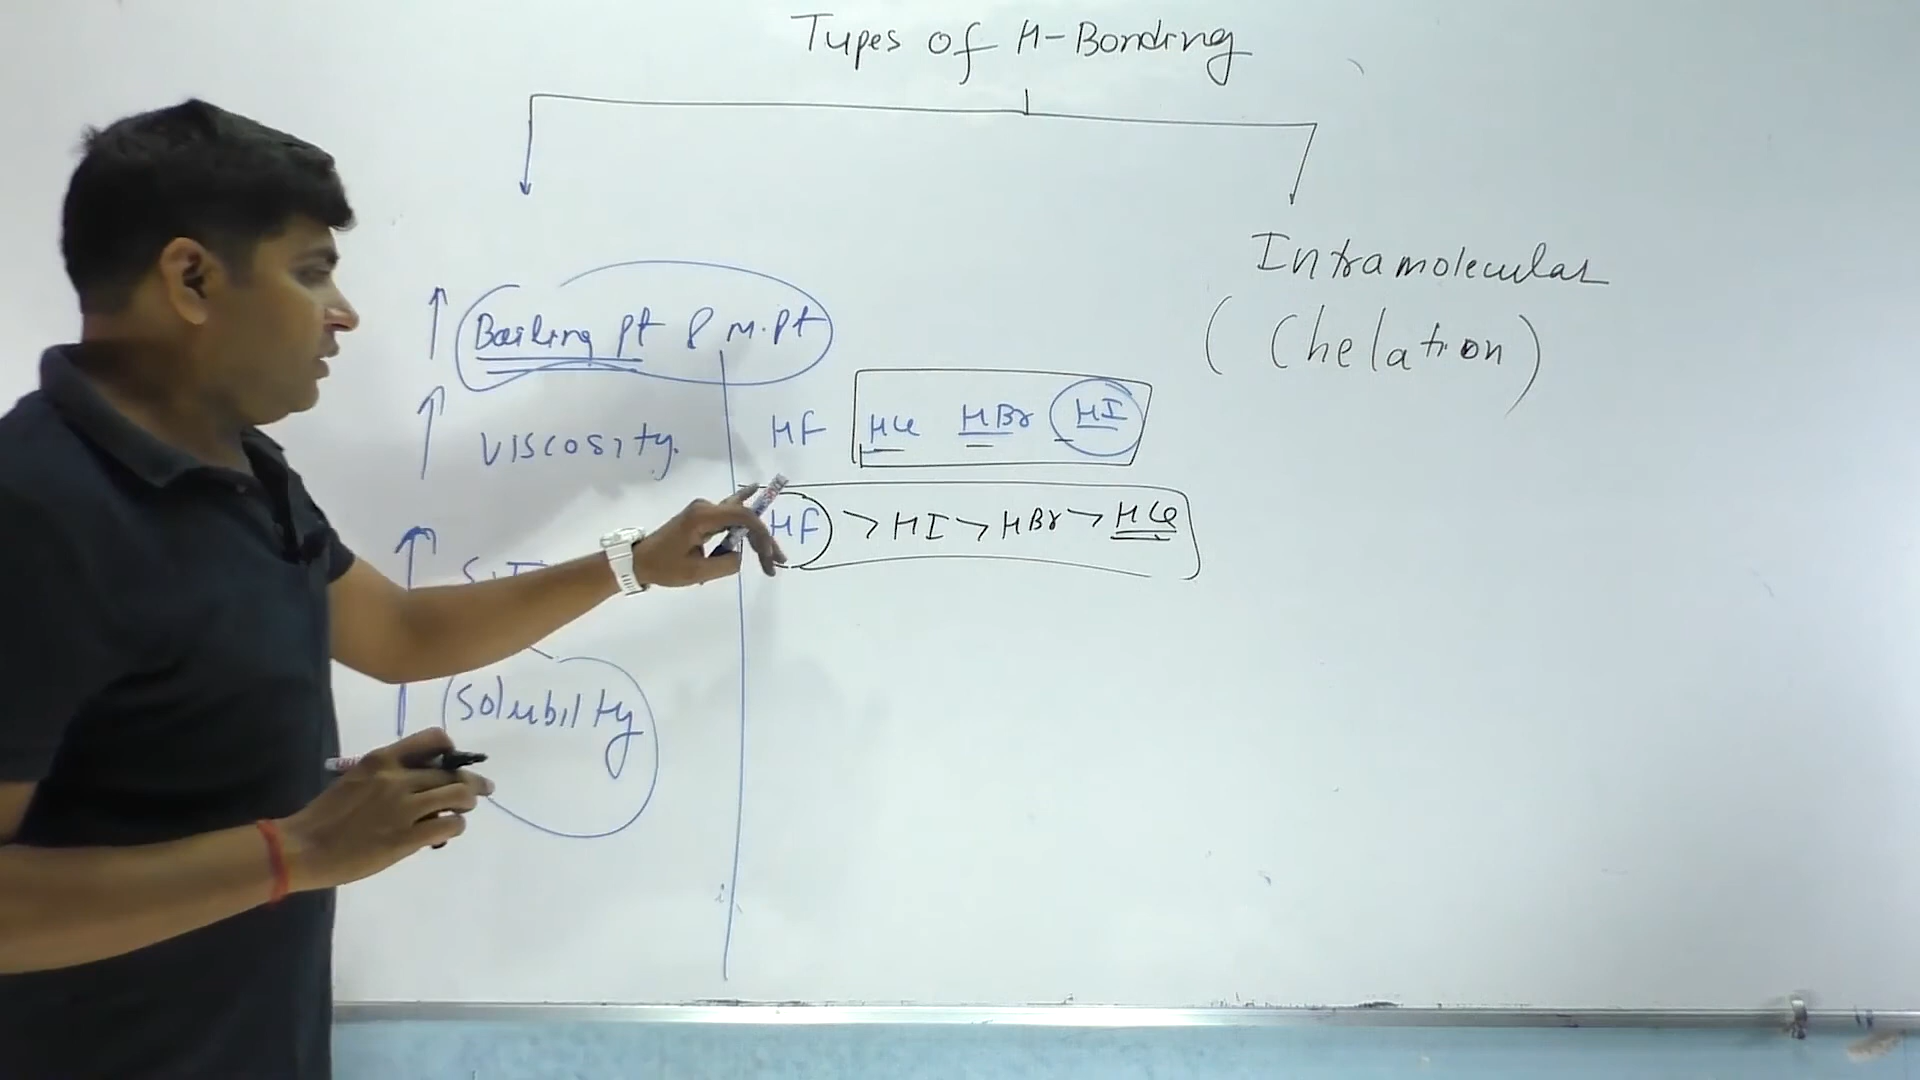 Types of H-Bonding
Intramolecular
(Chelation)
↑ Boiling pt & M.pt
↑ Viscosity.
HF HCl HBr HI
HF > HI > HBr > HCl
Solubility